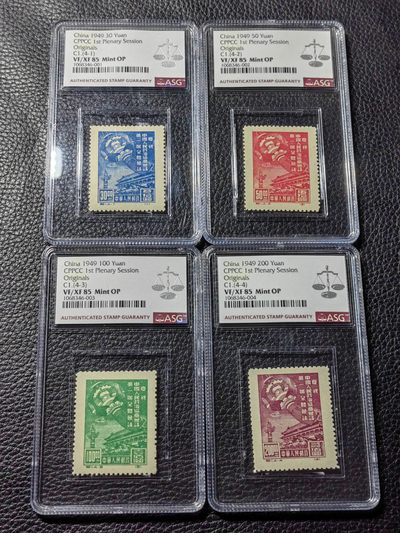 China 1949 30 Yuan
CPPCC 1st Plenary Session
Originals
C1.(4-1)
VF/XF 85 Mint OP
1068346-001
ASG
AUTHENTICATED STAMP GUARANTY
China 1949 50 Yuan
CPPCC 1st Plenary Session
Originals
C1.(4-2)
VF/XF 85 Mint OP
1068346-002
ASG
AUTHENTICATED STAMP GUARANTY
China 1949 100 Yuan
CPPCC 1st Plenary Session
Originals
C1.(4-3)
VF/XF 85 Mint OP
1068346-003
ASG
AUTHENTICATED STAMP GUARANTY
China 1949 200 Yuan
CPPCC 1st Plenary Session
Originals
C1.(4-4)
VF/XF 85 Mint OP
1068346-004
ASG
AUTHENTICATED STAMP GUARANTY